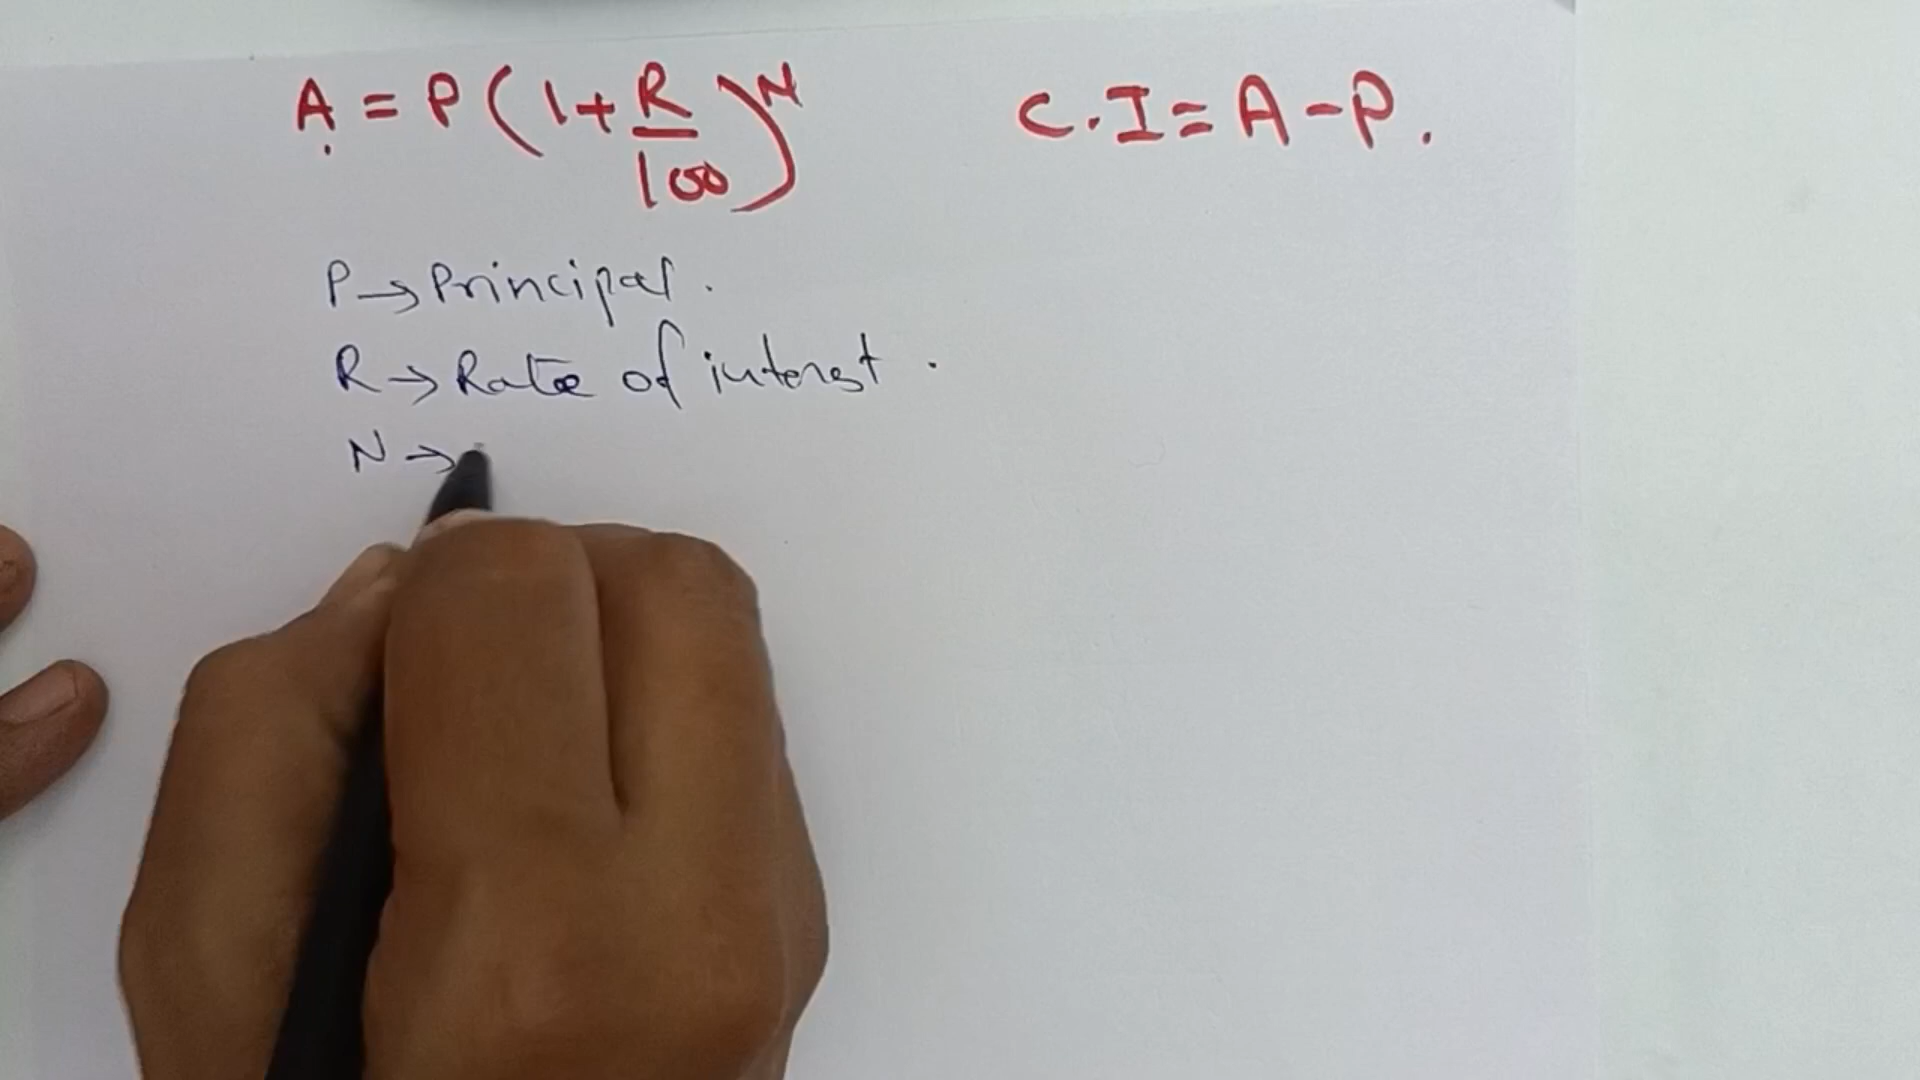 A = P(1+R/100)^N C.I = A - P.
P → Principal.
R → Rate of interest.
N →